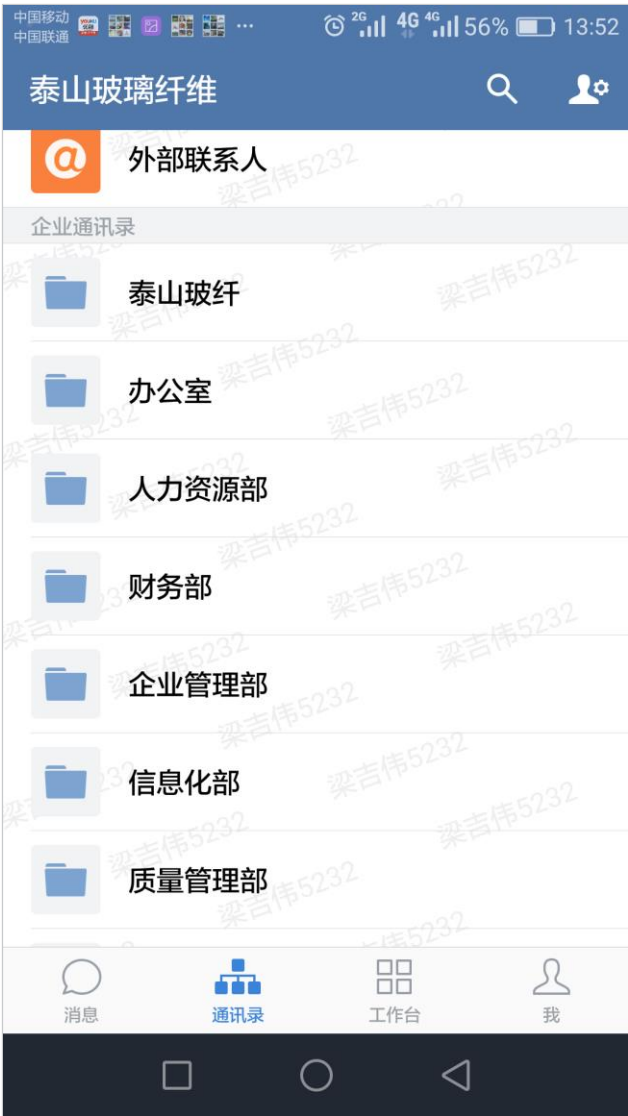 中国移动
中国联通
2G 4G 4G 56% 13:52
泰山玻璃纤维
@ 外部联系人
企业通讯录
泰山玻纤
办公室
人力资源部
财务部
企业管理部
信息化部
质量管理部
梁吉伟5232
消息 通讯录 工作台 我